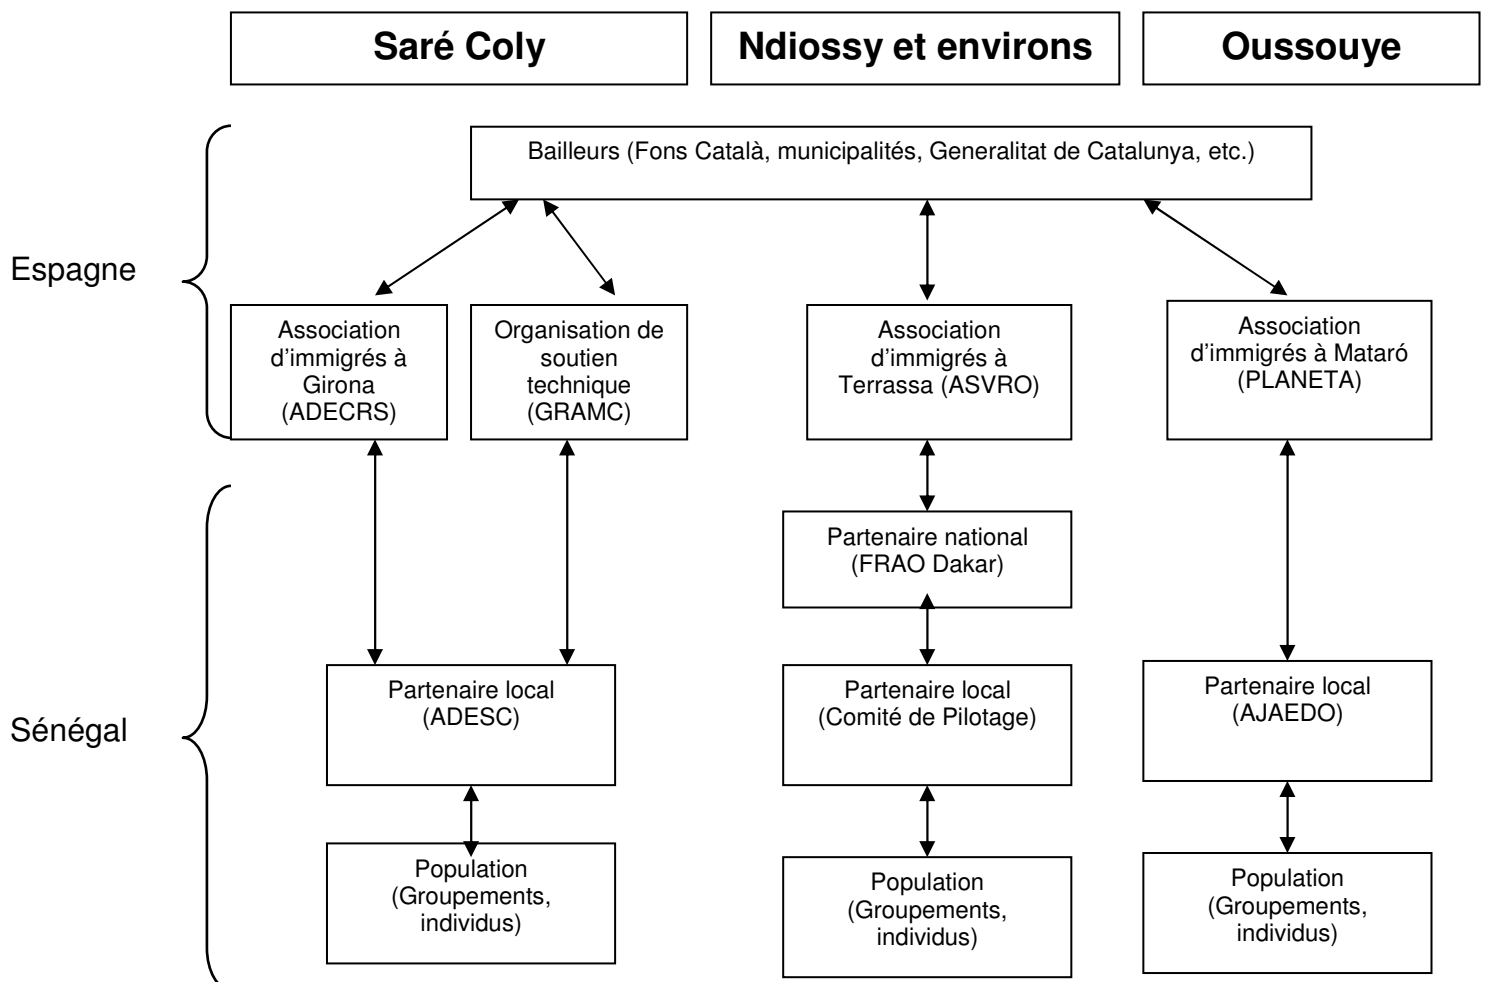 Saré Coly
Ndiossy et environs
Oussouye
Bailleurs (Fons Català, municipalités, Generalitat de Catalunya, etc.)
Espagne
Association
d'immigrés à
Girona
(ADECRS)
Organisation de
soutien
technique
(GRAMC)
Association
d'immigrés à
Terrassa (ASVRO)
Association
d'immigrés à Mataró
(PLANETA)
Partenaire national
(FRAO Dakar)
Sénégal
Partenaire local
(ADESC)
Partenaire local
(Comité de Pilotage)
Partenaire local
(AJAEDO)
Population
(Groupements,
individus)
Population
(Groupements,
individus)
Population
(Groupements,
individus)